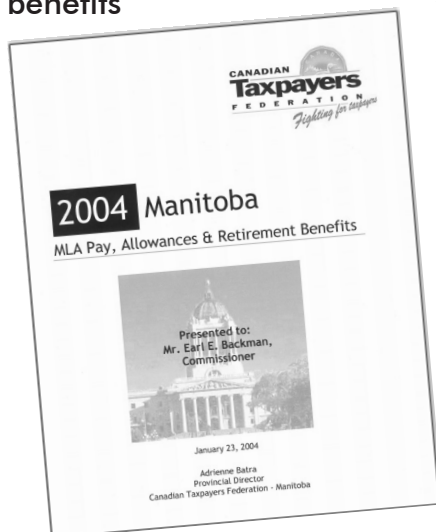 benefits
CANADIAN
Taxpayers
FEDERATION
Fighting for taxpayers
2004 Manitoba
MLA Pay, Allowances & Retirement Benefits
Presented to:
Mr. Earl E. Backman,
Commissioner
January 23, 2004
Adrienne Batra
Provincial Director
Canadian Taxpayers Federation - Manitoba